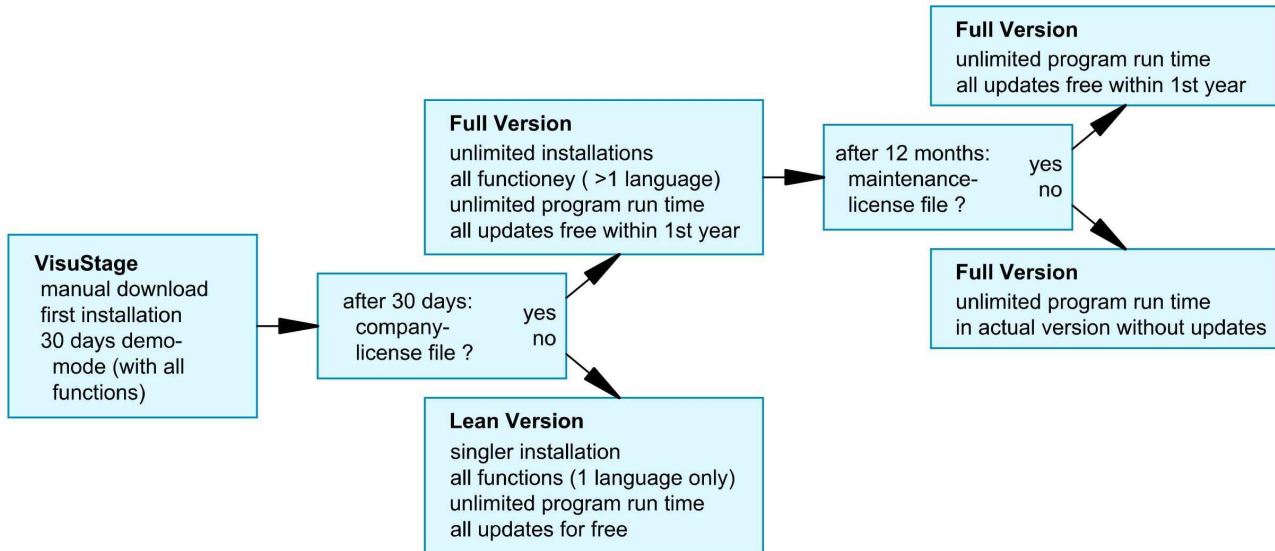 VisuStage
manual download
first installation
30 days demo-
mode (with all
functions)
after 30 days:
company-
license file ?
yes
no
Full Version
unlimited installations
all functioney ( >1 language)
unlimited program run time
all updates free within 1st year
Lean Version
singler installation
all functions (1 language only)
unlimited program run time
all updates for free
after 12 months:
maintenance-
license file ?
yes
no
Full Version
unlimited program run time
all updates free within 1st year
Full Version
unlimited program run time
in actual version without updates